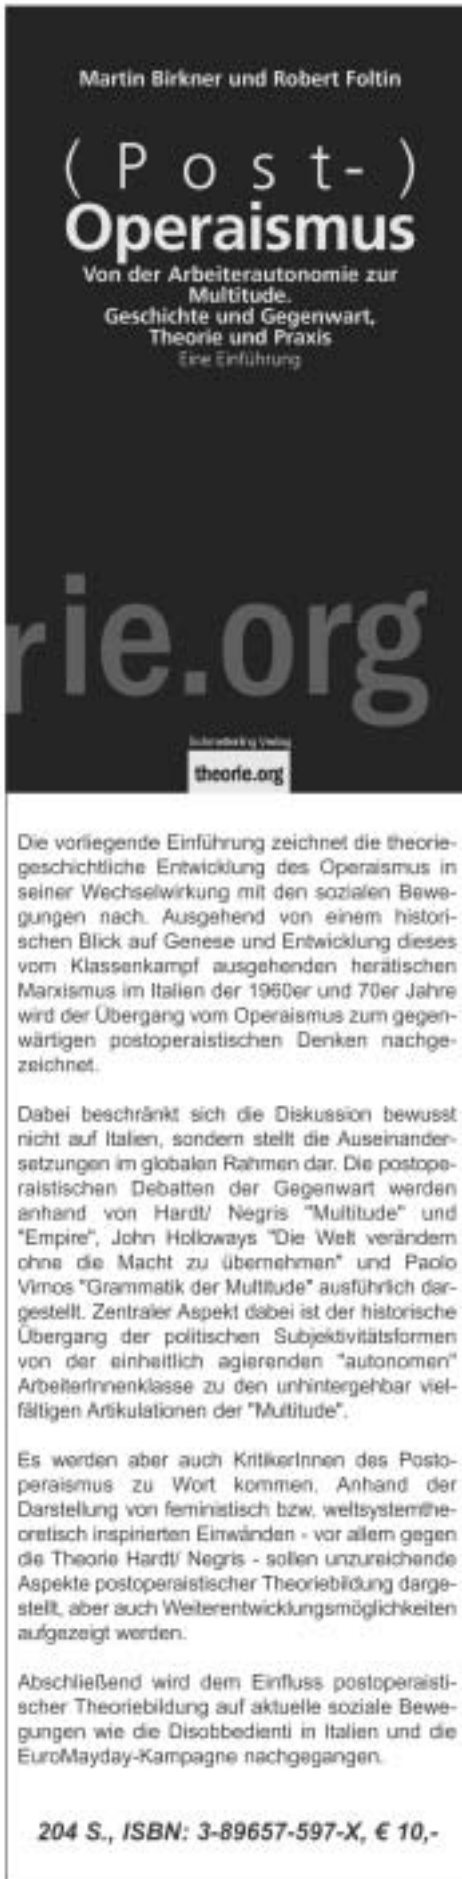 Martin Birkner und Robert Foltin
(Post-)
Operaismus
Von der Arbeiterautonomie zur
Multitude.
Geschichte und Gegenwart,
Theorie und Praxis
Eine Einführung
rie.org
Schmetterling Verlag
theorie.org
Die vorliegende Einführung zeichnet die theorie-
geschichtliche Entwicklung des Operaismus in
seiner Wechselwirkung mit den sozialen Bewe-
gungen nach. Ausgehend von einem histori-
schen Blick auf Genese und Entwicklung dieses
vom Klassenkampf ausgehenden herätischen
Marxismus im Italien der 1960er und 70er Jahre
wird der Übergang vom Operaismus zum gegen-
wärtigen postoperaistischen Denken nachge-
zeichnet.
Dabei beschränkt sich die Diskussion bewusst
nicht auf Italien, sondern stellt die Auseinander-
setzungen im globalen Rahmen dar. Die postope-
raistischen Debatten der Gegenwart werden
anhand von Hardt/ Negris "Multitude" und
"Empire", John Holloways "Die Welt verändern
ohne die Macht zu übernehmen" und Paolo
Virnos "Grammatik der Multitude" ausführlich dar-
gestellt. Zentraler Aspekt dabei ist der historische
Übergang der politischen Subjektivitätsformen
von der einheitlich agierenden "autonomen"
ArbeiterInnenklasse zu den unhintergehbar viel-
fältigen Artikulationen der "Multitude".
Es werden aber auch KritikerInnen des Posto-
peraismus zu Wort kommen. Anhand der
Darstellung von feministisch bzw. weltsystemthe-
oretisch inspirierten Einwänden - vor allem gegen
die Theorie Hardt/ Negris - sollen unzureichende
Aspekte postoperaistischer Theoriebildung darge-
stellt, aber auch Weiterentwicklungsmöglichkeiten
aufgezeigt werden.
Abschließend wird dem Einfluss postoperaisti-
scher Theoriebildung auf aktuelle soziale Bewe-
gungen wie die Disobbedienti in Italien und die
EuroMayday-Kampagne nachgegangen.
204 S., ISBN: 3-89657-597-X, € 10,-